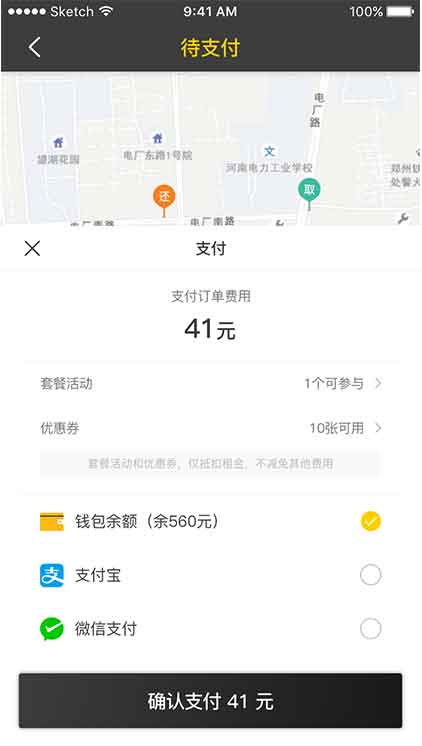 Sketch 9:41 AM 100%
待支付
电厂路
望湖花园
电厂东路1号院
文
河南电力工业学校
郑州铁
处警大
还
取
电厂南路
电厂南路
支付
支付订单费用
41元
套餐活动 1个可参与
优惠券 10张可用
套餐活动和优惠券，仅抵扣租金，不减免其他费用
钱包余额（余560元）
支 支付宝
微信支付
确认支付 41 元